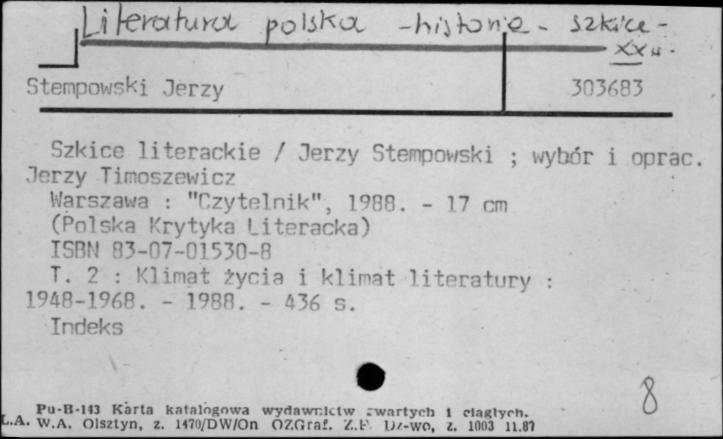 Literatura polska - historia - szkice -
XX w.
Stempowski Jerzy 303683
Szkice literackie / Jerzy Stempowski ; wybór i oprac.
Jerzy Timoszewicz
Warszawa : "Czytelnik", 1988. - 17 cm
(Polska Krytyka Literacka)
ISBN 83-07-01530-8
T. 2 : Klimat życia i klimat literatury :
1948-1968. - 1988. - 436 s.
Indeks
8
Pu-B-143 Karta katalogowa wydawnictw zwartych i ciągłych.
L.A. W.A. Olsztyn, z. 1470/DW/On OZGraf. Z.P. Dz-wo, z. 1003 11.87